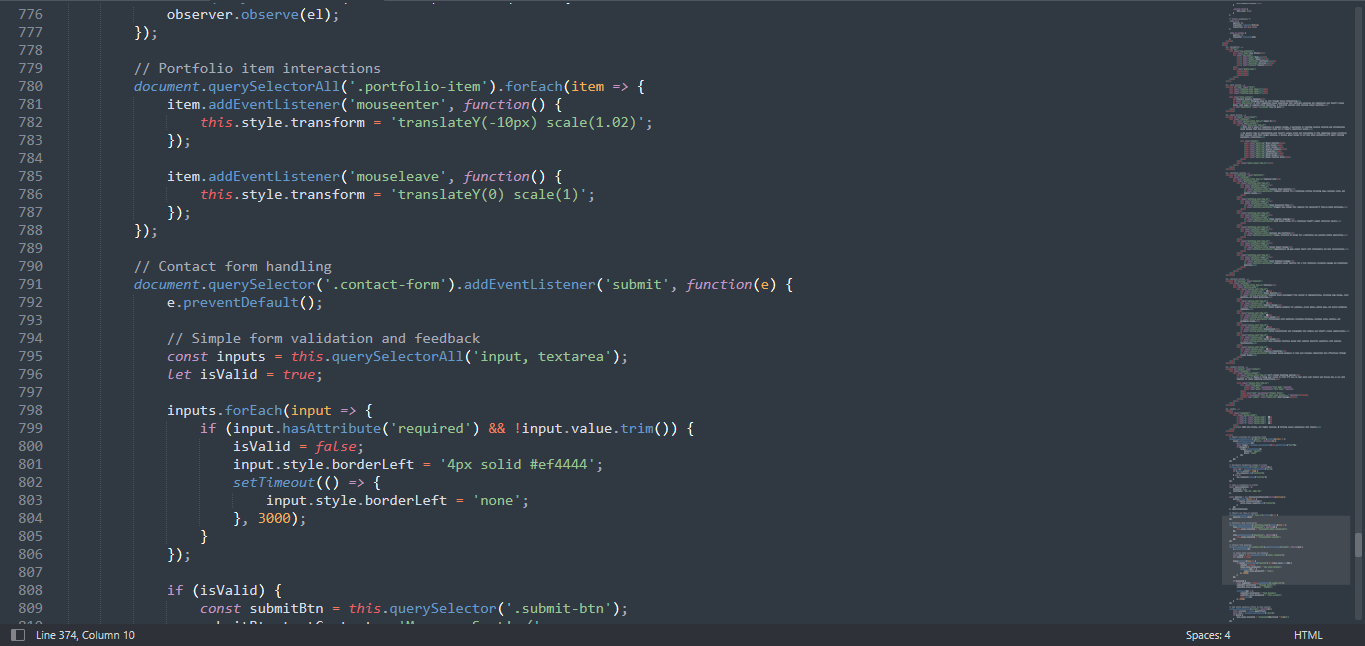 776 observer.observe(el);
777 });
778
779 // Portfolio item interactions
780 document.querySelectorAll('.portfolio-item').forEach(item => {
781 item.addEventListener('mouseenter', function() {
782 this.style.transform = 'translateY(-10px) scale(1.02)';
783 });
784
785 item.addEventListener('mouseleave', function() {
786 this.style.transform = 'translateY(0) scale(1)';
787 });
788 });
789
790 // Contact form handling
791 document.querySelector('.contact-form').addEventListener('submit', function(e) {
792 e.preventDefault();
793
794 // Simple form validation and feedback
795 const inputs = this.querySelectorAll('input, textarea');
796 let isValid = true;
797
798 inputs.forEach(input => {
799 if (input.hasAttribute('required') && !input.value.trim()) {
800 isValid = false;
801 input.style.borderLeft = '4px solid #ef4444';
802 setTimeout(() => {
803 input.style.borderLeft = 'none';
804 }, 3000);
805 }
806 });
807
808 if (isValid) {
809 const submitBtn = this.querySelector('.submit-btn');
Line 374, Column 10
Spaces: 4
HTML